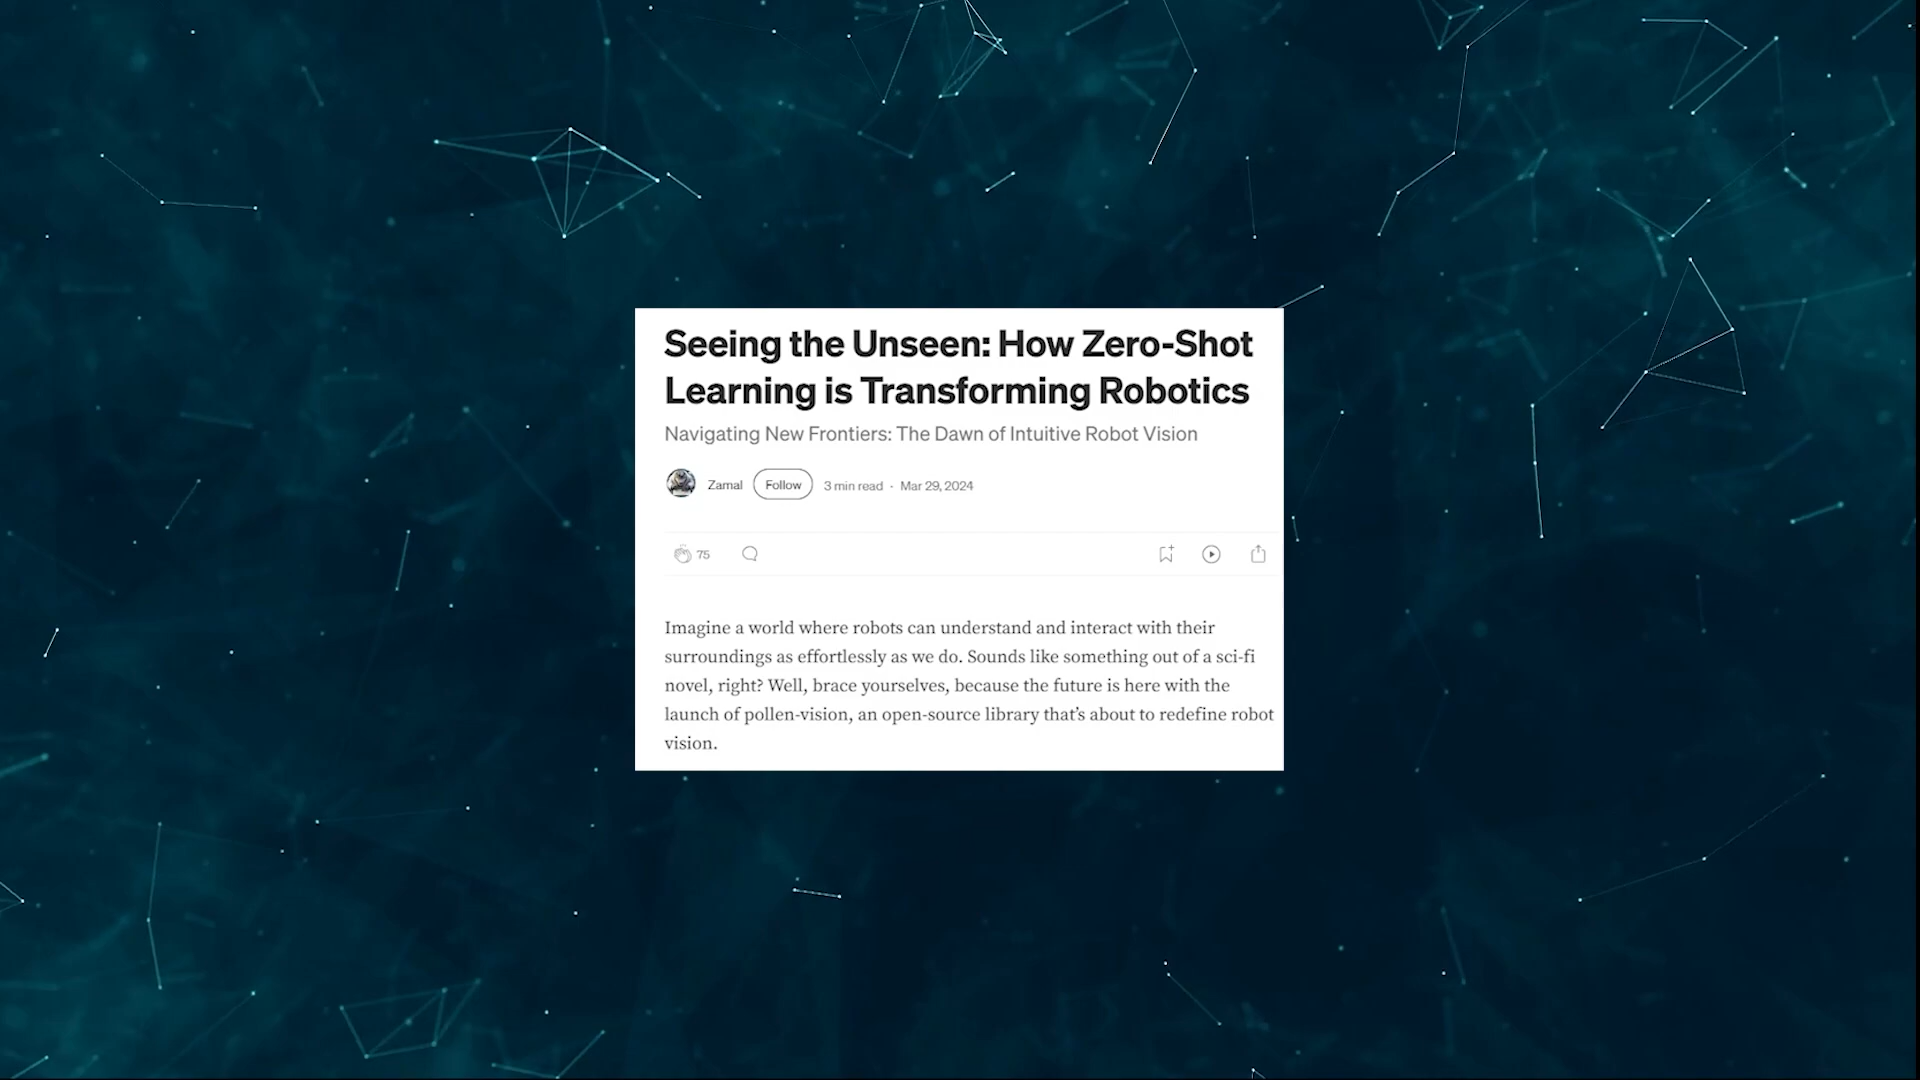 Seeing the Unseen: How Zero-Shot
Learning is Transforming Robotics
Navigating New Frontiers: The Dawn of Intuitive Robot Vision
Zamal Follow 3 min read · Mar 29, 2024
75
Imagine a world where robots can understand and interact with their
surroundings as effortlessly as we do. Sounds like something out of a sci-fi
novel, right? Well, brace yourselves, because the future is here with the
launch of pollen-vision, an open-source library that’s about to redefine robot
vision.